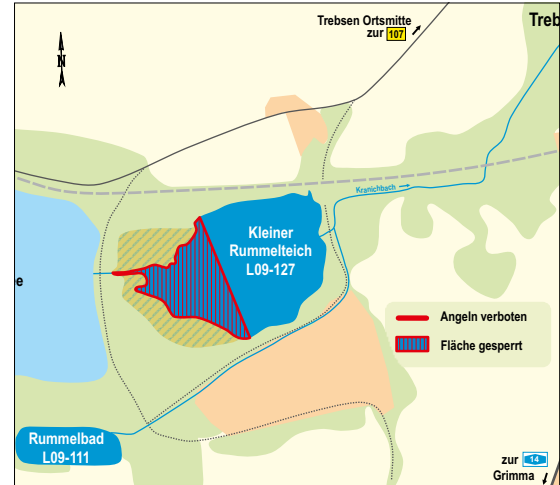 Trebsen Ortsmitte
zur 107
Treb
N
Kranichbach
Kleiner
Rummelteich
L09-127
e
Angeln verboten
Fläche gesperrt
Rummelbad
L09-111
zur 14
Grimma